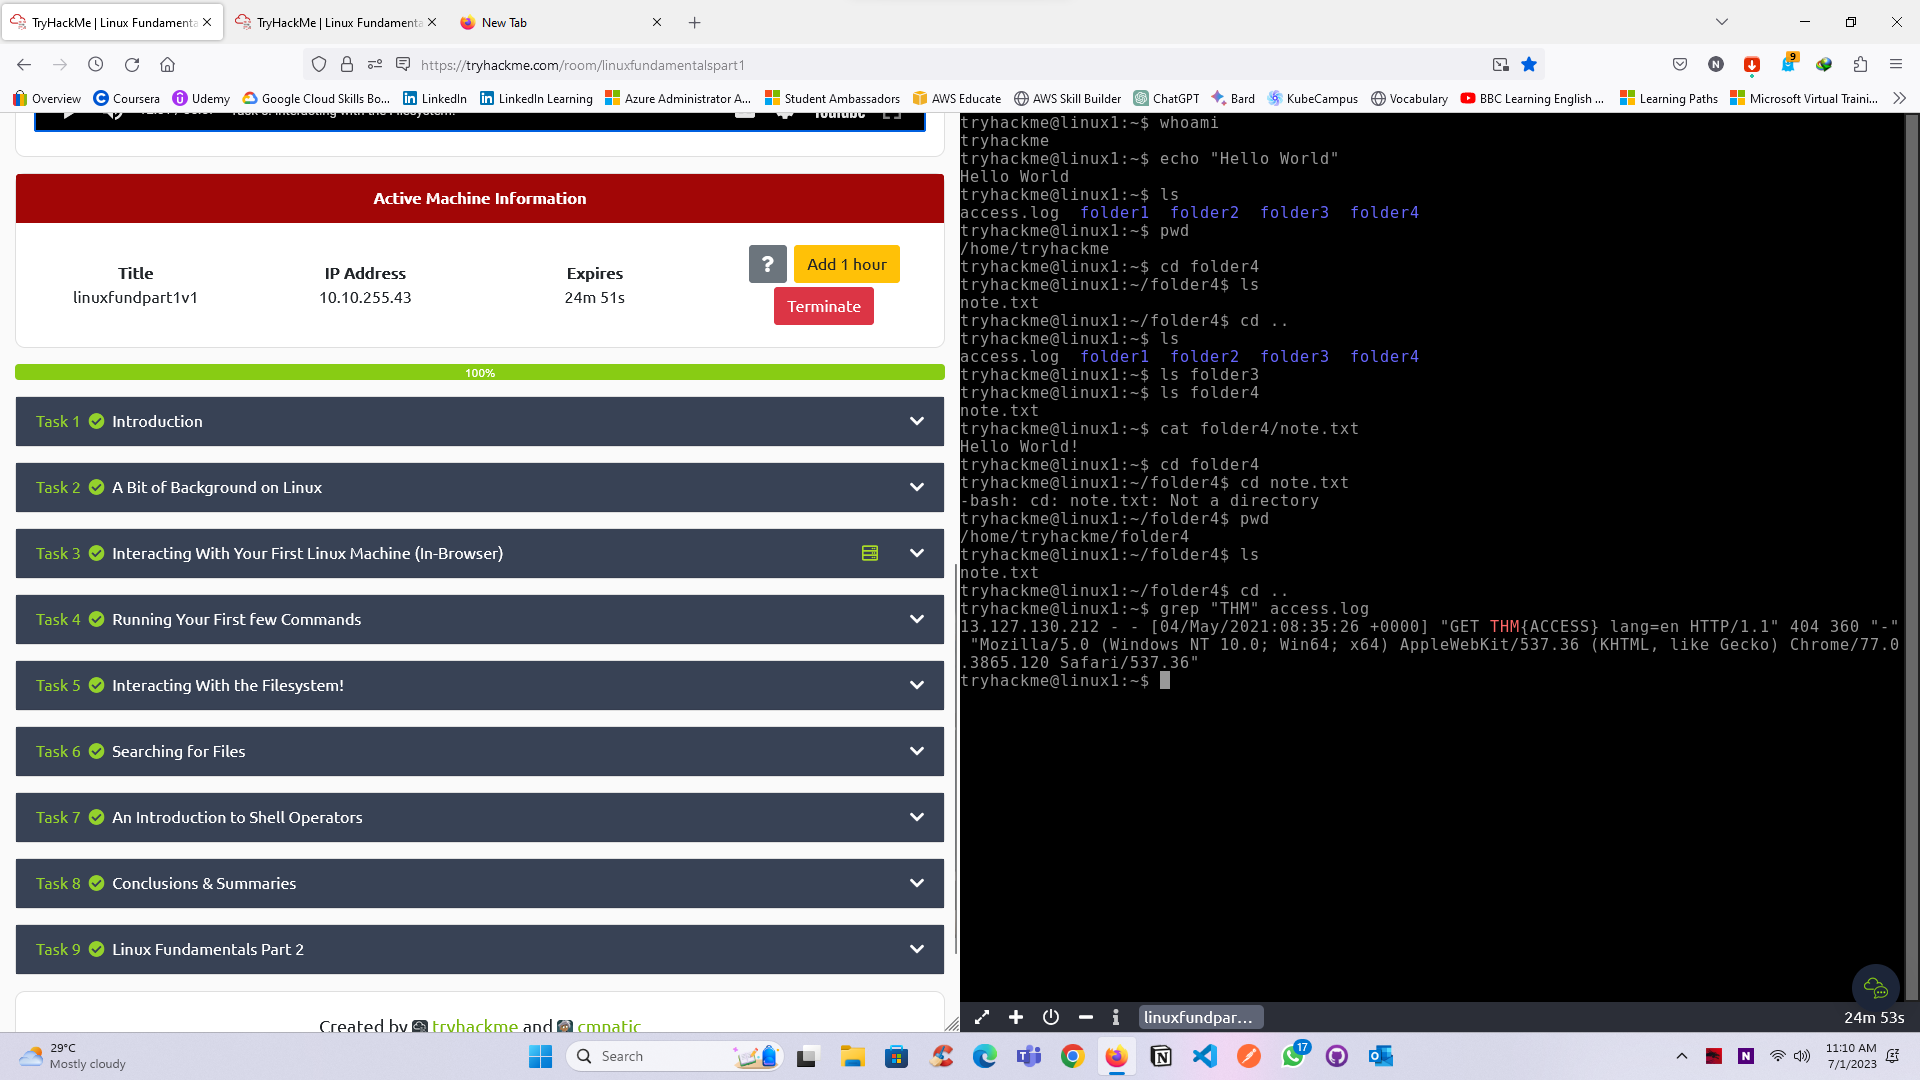 TryHackMe | Linux Fundamenta
TryHackMe | Linux Fundamenta
New Tab
https://tryhackme.com/room/linuxfundamentalspart1
9
Overview
Coursera
Udemy
Google Cloud Skills Bo...
LinkedIn
LinkedIn Learning
Azure Administrator A...
Student Ambassadors
AWS Educate
AWS Skill Builder
ChatGPT
Bard
KubeCampus
Vocabulary
BBC Learning English ...
Learning Paths
Microsoft Virtual Traini...
Active Machine Information
Title
linuxfundpart1v1
IP Address
10.10.255.43
Expires
24m 51s
?
Add 1 hour
Terminate
100%
Task 1 Introduction
Task 2 A Bit of Background on Linux
Task 3 Interacting With Your First Linux Machine (In-Browser)
Task 4 Running Your First few Commands
Task 5 Interacting With the Filesystem!
Task 6 Searching for Files
Task 7 An Introduction to Shell Operators
Task 8 Conclusions & Summaries
Task 9 Linux Fundamentals Part 2
Created by tryhackme and cmnatic
tryhackme@linux1:~$ whoami
tryhackme
tryhackme@linux1:~$ echo "Hello World"
Hello World
tryhackme@linux1:~$ ls
access.log folder1 folder2 folder3 folder4
tryhackme@linux1:~$ pwd
/home/tryhackme
tryhackme@linux1:~$ cd folder4
tryhackme@linux1:~/folder4$ ls
note.txt
tryhackme@linux1:~/folder4$ cd ..
tryhackme@linux1:~$ ls
access.log folder1 folder2 folder3 folder4
tryhackme@linux1:~$ ls folder3
tryhackme@linux1:~$ ls folder4
note.txt
tryhackme@linux1:~$ cat folder4/note.txt
Hello World!
tryhackme@linux1:~$ cd folder4
tryhackme@linux1:~/folder4$ cd note.txt
-bash: cd: note.txt: Not a directory
tryhackme@linux1:~/folder4$ pwd
/home/tryhackme/folder4
tryhackme@linux1:~/folder4$ ls
note.txt
tryhackme@linux1:~/folder4$ cd ..
tryhackme@linux1:~$ grep "THM" access.log
13.127.130.212 - - [04/May/2021:08:35:26 +0000] "GET THM{ACCESS} lang=en HTTP/1.1" 404 360 "-"
"Mozilla/5.0 (Windows NT 10.0; Win64; x64) AppleWebKit/537.36 (KHTML, like Gecko) Chrome/77.0
.3865.120 Safari/537.36"
tryhackme@linux1:~$
linuxfundpar...
24m 53s
29°C
Mostly cloudy
Search
17
11:10 AM
7/1/2023